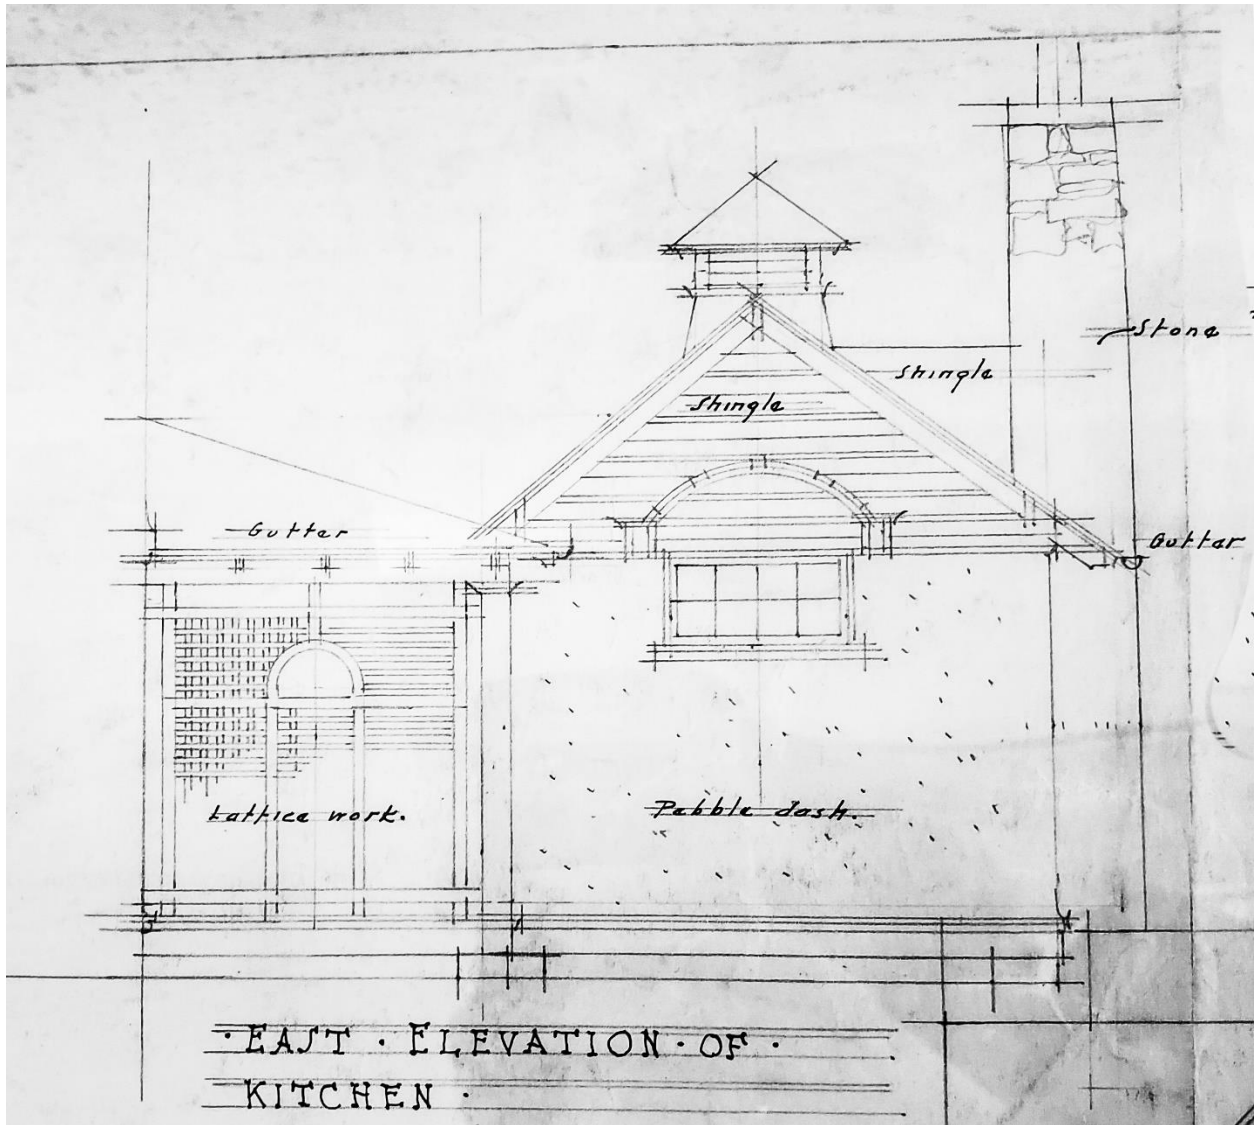 Stone
Shingle
Shingle
Gutter
Gutter
Lattice work.
Pebble dash.
· EAST · ELEVATION · OF ·
KITCHEN ·